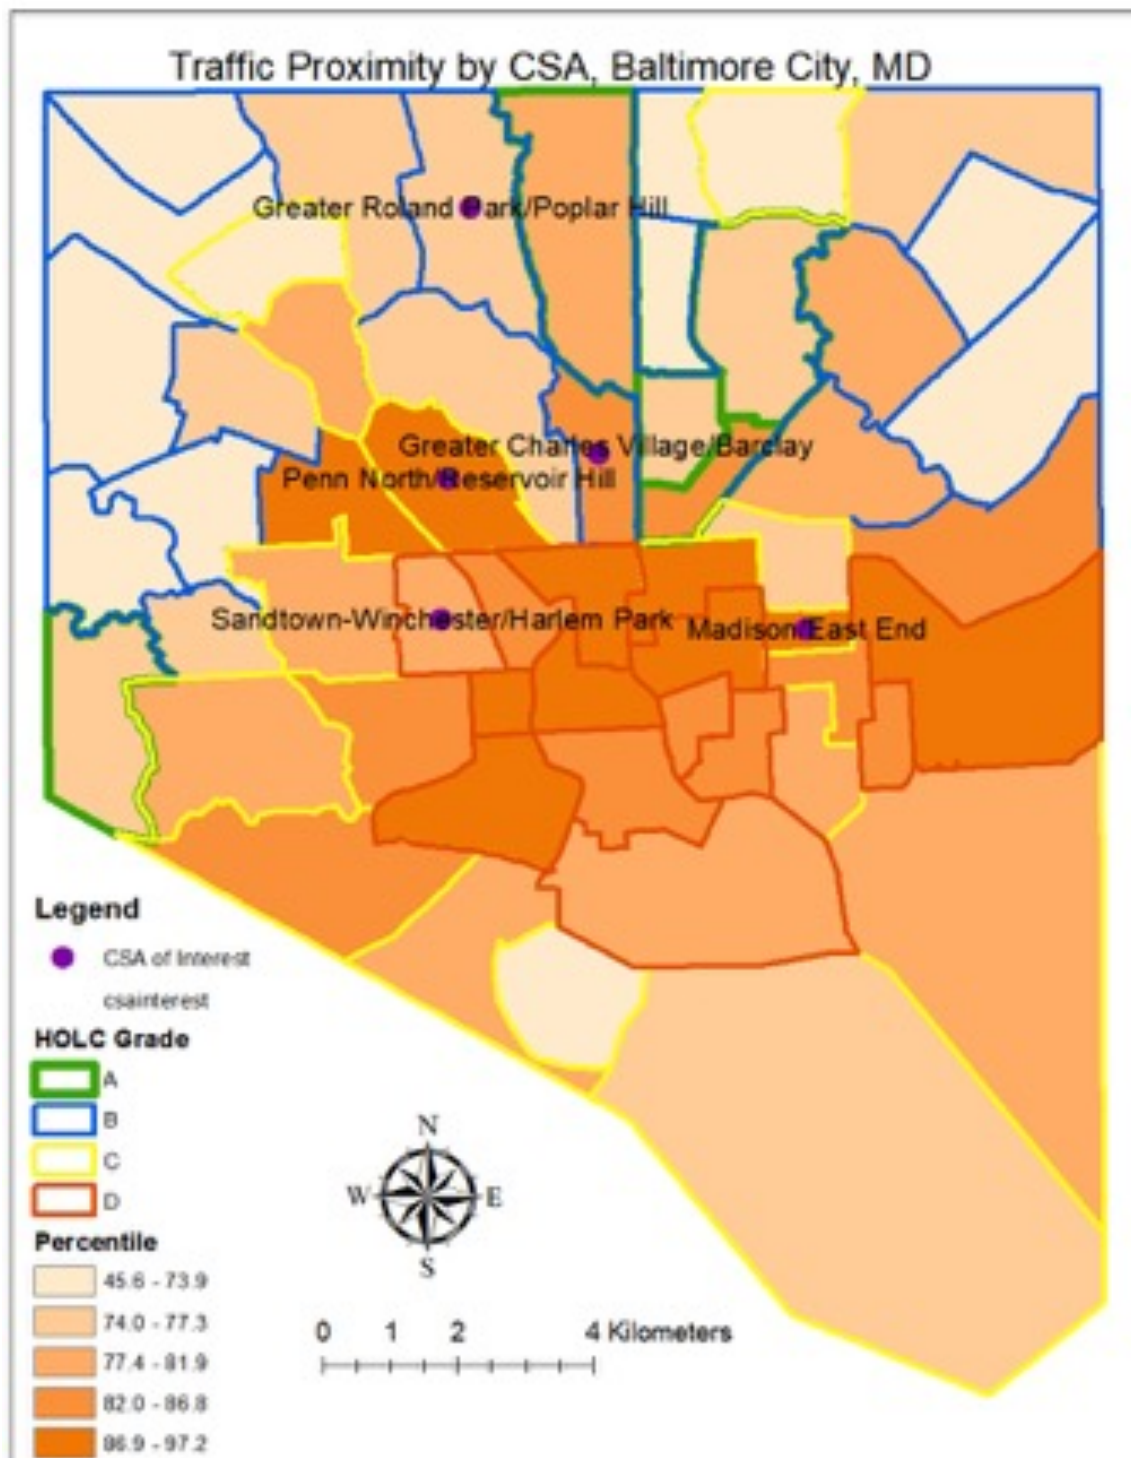 Traffic Proximity by CSA, Baltimore City, MD
Greater Roland Park/Poplar Hill
Greater Charles Village/Barclay
Penn North/Reservoir Hill
Sandtown-Winchester/Harlem Park
Madison East End
Legend
CSA of Interest
csainterest
HOLC Grade
A
B
C
D
Percentile
45.6 - 73.9
74.0 - 77.3
77.4 - 81.9
82.0 - 86.8
86.9 - 97.2
N
W
E
S
0 1 2 4 Kilometers